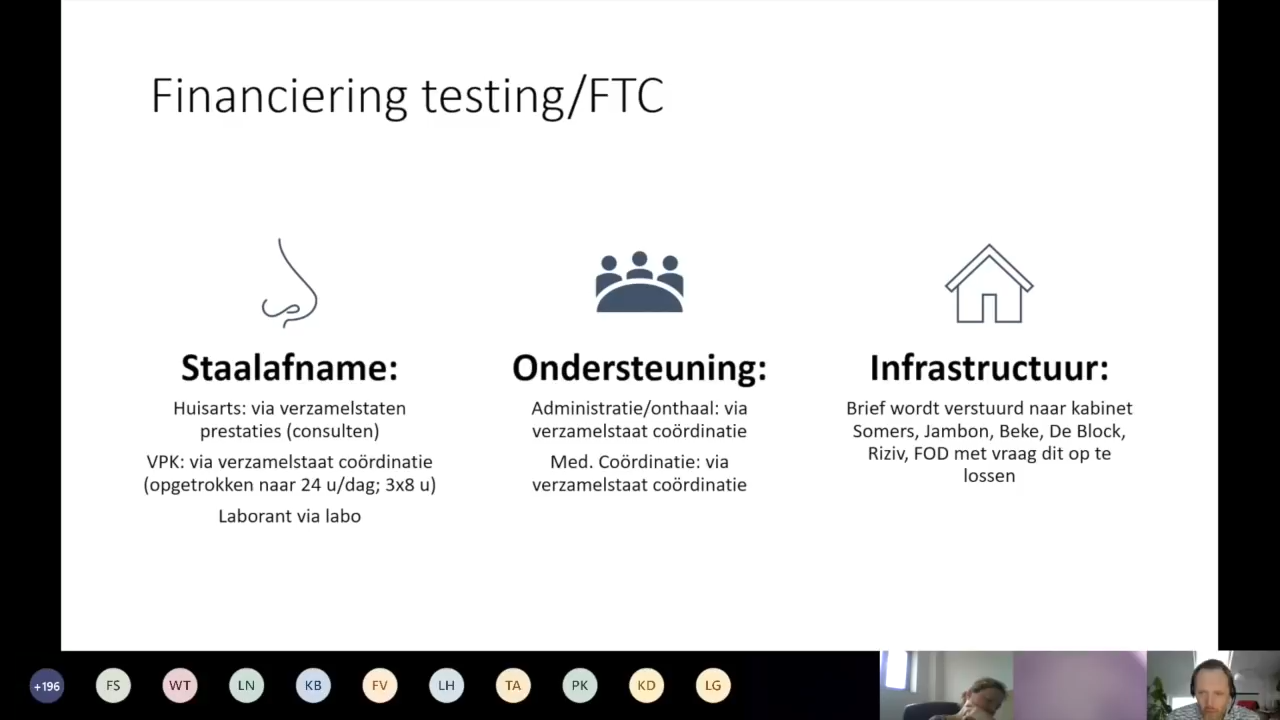 Financiering testing/FTC
Staalafname:
Huisarts: via verzamelstaten
prestaties (consulten)
VPK: via verzamelstaat coördinatie
(opgetrokken naar 24 u/dag; 3x8 u)
Laborant via labo
Ondersteuning:
Administratie/onthaal: via
verzamelstaat coördinatie
Med. Coördinatie: via
verzamelstaat coördinatie
Infrastructuur:
Brief wordt verstuurd naar kabinet
Somers, Jambon, Beke, De Block,
Riziv, FOD met vraag dit op te
lossen
+196 FS WT LN KB FV LH TA PK KD LG